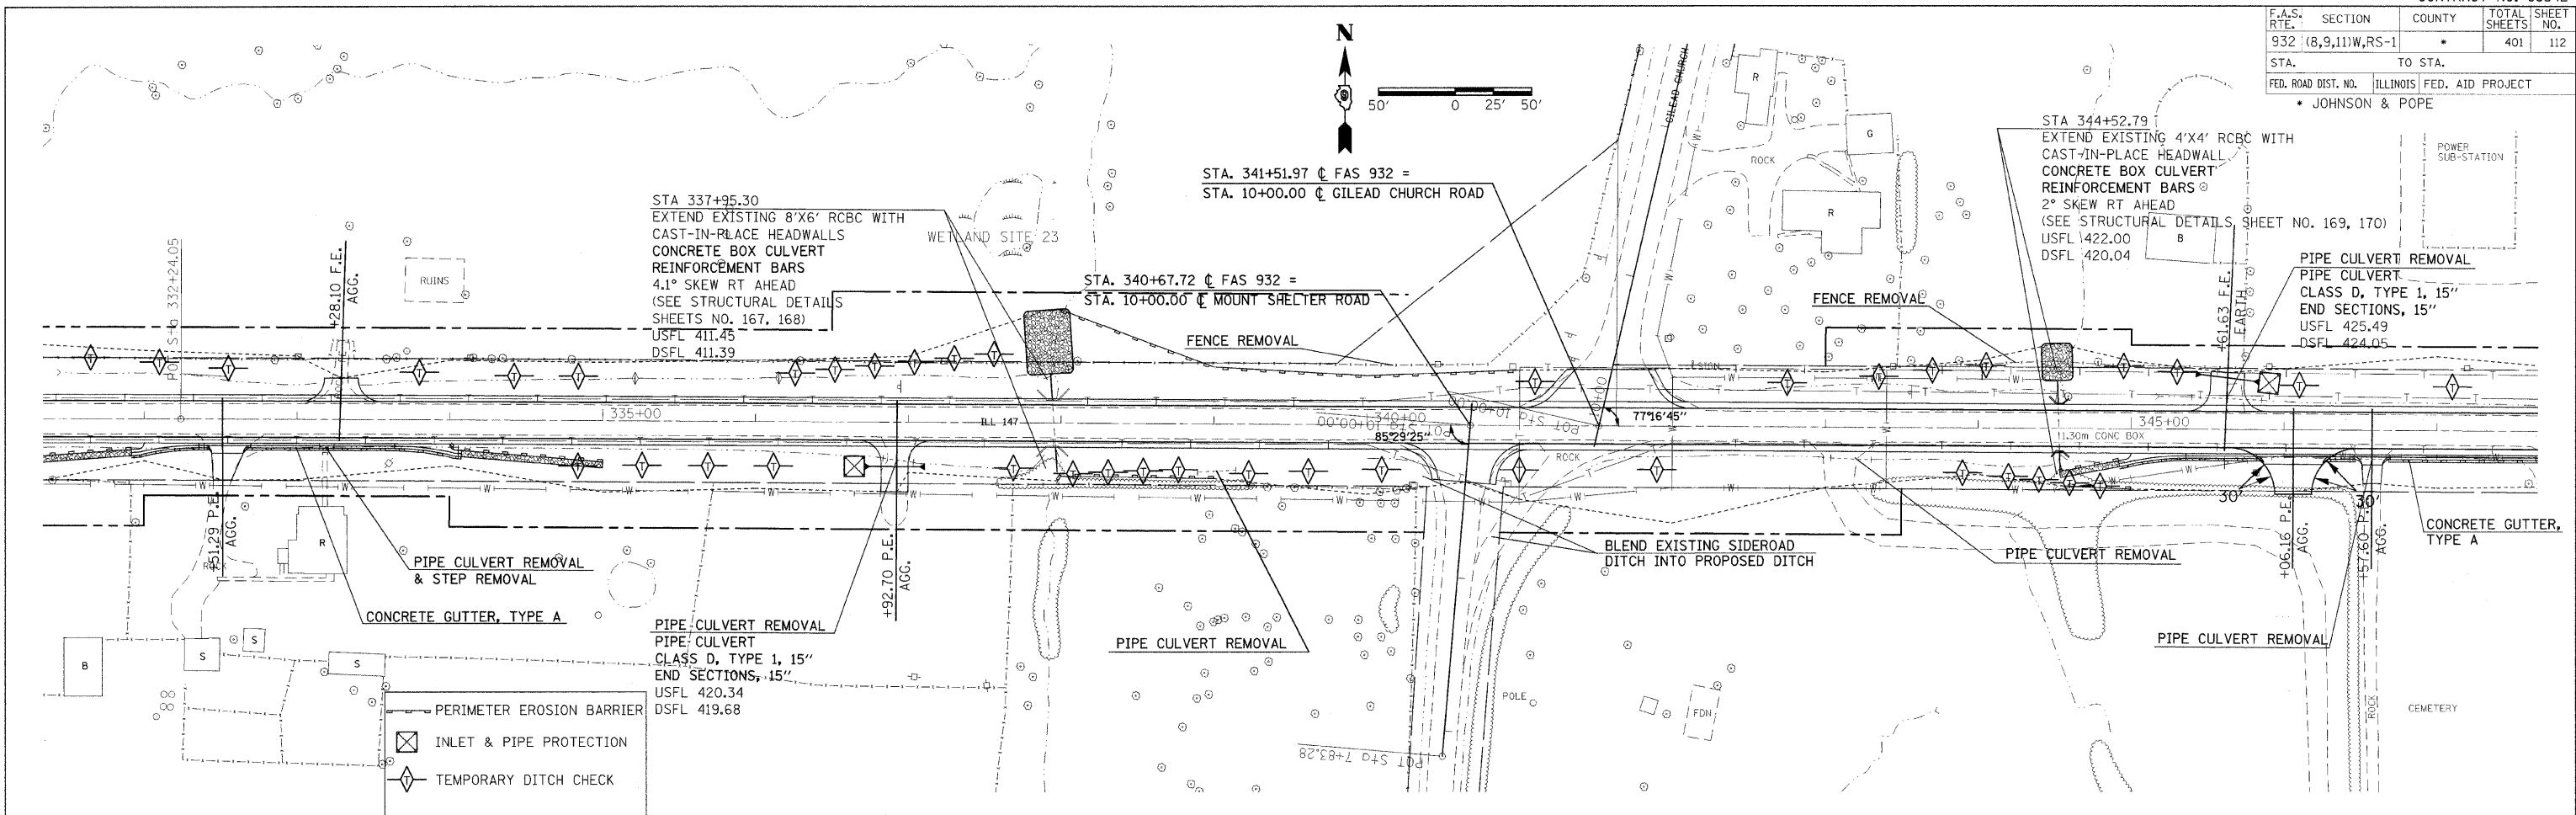 F.A.S. RTE. SECTION COUNTY TOTAL SHEETS SHEET NO.
932 (8,9,11)W,RS-1 * 401 112
STA. TO STA.
FED. ROAD DIST. NO. ILLINOIS FED. AID PROJECT
* JOHNSON & POPE
N
50' 0 25' 50'
GILEAD CHURCH
R
G
ROCK
R
POWER
SUB-STATION
STA 344+52.79
EXTEND EXISTING 4'X4' RCBC WITH
CAST-IN-PLACE HEADWALL
CONCRETE BOX CULVERT
REINFORCEMENT BARS
2° SKEW RT AHEAD
(SEE STRUCTURAL DETAILS SHEET NO. 169, 170)
USFL 422.00
DSFL 420.04
B
STA. 341+51.97 ℄ FAS 932 =
STA. 10+00.00 ℄ GILEAD CHURCH ROAD
STA 337+95.30
EXTEND EXISTING 8'X6' RCBC WITH
CAST-IN-PLACE HEADWALLS
CONCRETE BOX CULVERT
REINFORCEMENT BARS
4.1° SKEW RT AHEAD
(SEE STRUCTURAL DETAILS
SHEETS NO. 167, 168)
USFL 411.45
DSFL 411.39
WETLAND SITE 23
STA. 340+67.72 ℄ FAS 932 =
STA. 10+00.00 ℄ MOUNT SHELTER ROAD
Sta 332+24.05
+28.10 F.E.
AGG.
RUINS
FENCE REMOVAL
FENCE REMOVAL
+61.63 F.E.
EARTH
PIPE CULVERT REMOVAL
PIPE CULVERT
CLASS D, TYPE 1, 15"
END SECTIONS, 15"
USFL 425.49
DSFL 424.05
335+00
ILL 147
340+00
POT Sta 10+00.00
POT Sta 10+00.00
85°29'25"
77°16'45"
345+00
1.30m CONC BOX
ROCK
30'
30'
+51.29 P.E.
AGG.
ROCK
R
PIPE CULVERT REMOVAL
& STEP REMOVAL
CONCRETE GUTTER, TYPE A
+92.70 P.E.
AGG.
PIPE CULVERT REMOVAL
PIPE CULVERT
CLASS D, TYPE 1, 15"
END SECTIONS, 15"
USFL 420.34
DSFL 419.68
PIPE CULVERT REMOVAL
BLEND EXISTING SIDEROAD
DITCH INTO PROPOSED DITCH
PIPE CULVERT REMOVAL
+06.16 P.E.
AGG.
+57.60 P.E.
AGG.
CONCRETE GUTTER,
TYPE A
PIPE CULVERT REMOVAL
B
S
S
S
POLE
FDN
ROCK
CEMETERY
POT Sta 7+83.28
PERIMETER EROSION BARRIER
INLET & PIPE PROTECTION
T TEMPORARY DITCH CHECK